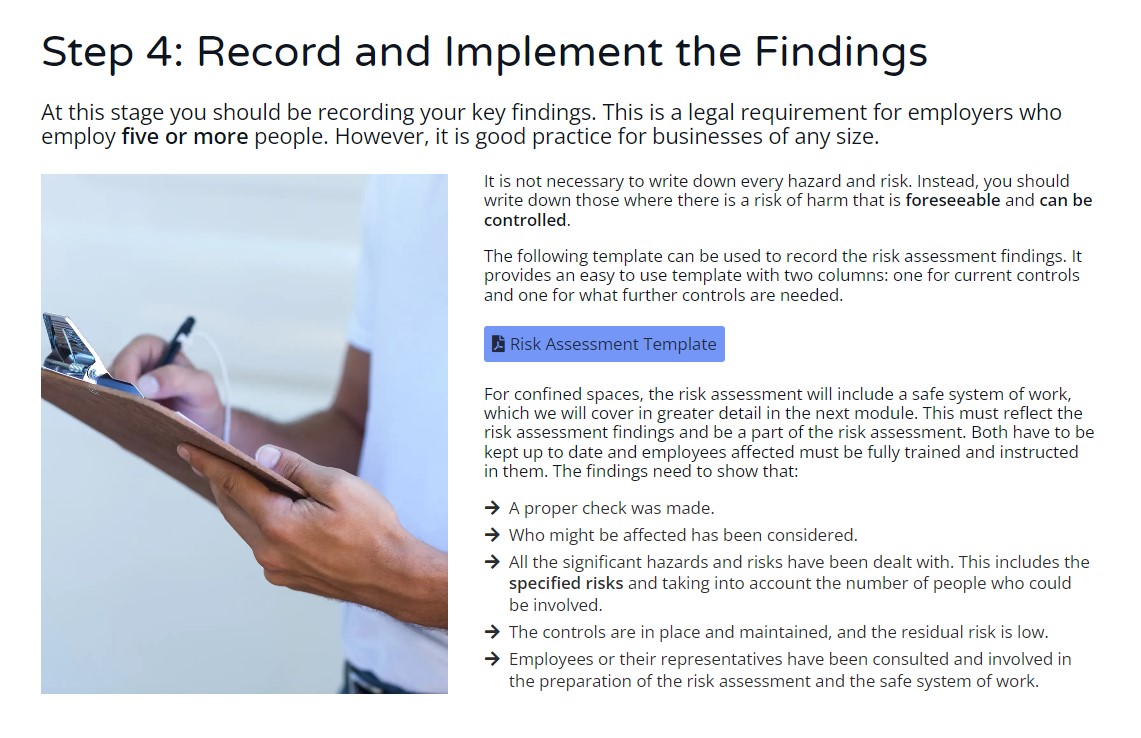 Step 4: Record and Implement the Findings
At this stage you should be recording your key findings. This is a legal requirement for employers who
employ five or more people. However, it is good practice for businesses of any size.
It is not necessary to write down every hazard and risk. Instead, you should
write down those where there is a risk of harm that is foreseeable and can be
controlled.
The following template can be used to record the risk assessment findings. It
provides an easy to use template with two columns: one for current controls
and one for what further controls are needed.
Risk Assessment Template
For confined spaces, the risk assessment will include a safe system of work,
which we will cover in greater detail in the next module. This must reflect the
risk assessment findings and be a part of the risk assessment. Both have to be
kept up to date and employees affected must be fully trained and instructed
in them. The findings need to show that:
→ A proper check was made.
→ Who might be affected has been considered.
→ All the significant hazards and risks have been dealt with. This includes the
specified risks and taking into account the number of people who could
be involved.
→ The controls are in place and maintained, and the residual risk is low.
→ Employees or their representatives have been consulted and involved in
the preparation of the risk assessment and the safe system of work.